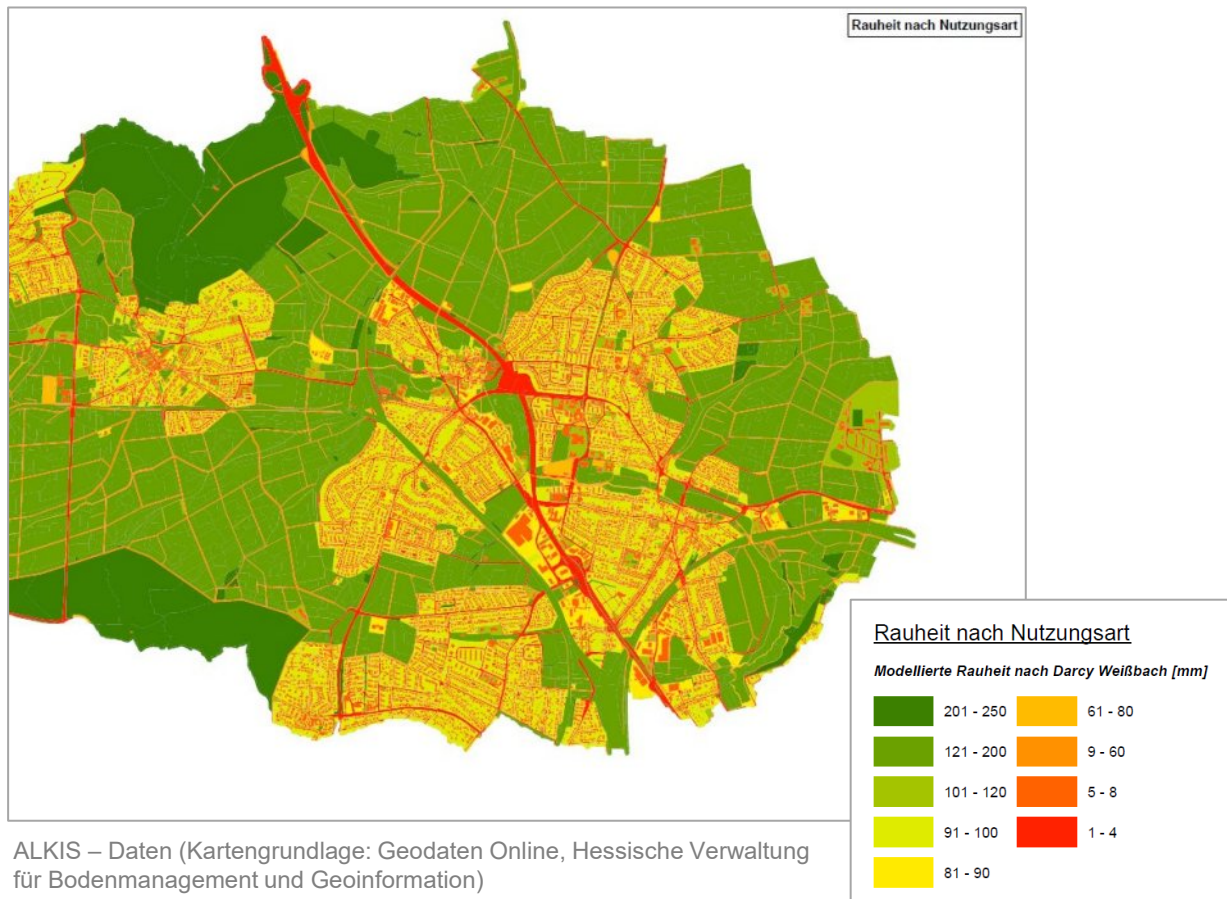 Rauheit nach Nutzungsart
Rauheit nach Nutzungsart
Modellierte Rauheit nach Darcy Weißbach [mm]
201 - 250
121 - 200
101 - 120
91 - 100
81 - 90
61 - 80
9 - 60
5 - 8
1 - 4
ALKIS – Daten (Kartengrundlage: Geodaten Online, Hessische Verwaltung
für Bodenmanagement und Geoinformation)